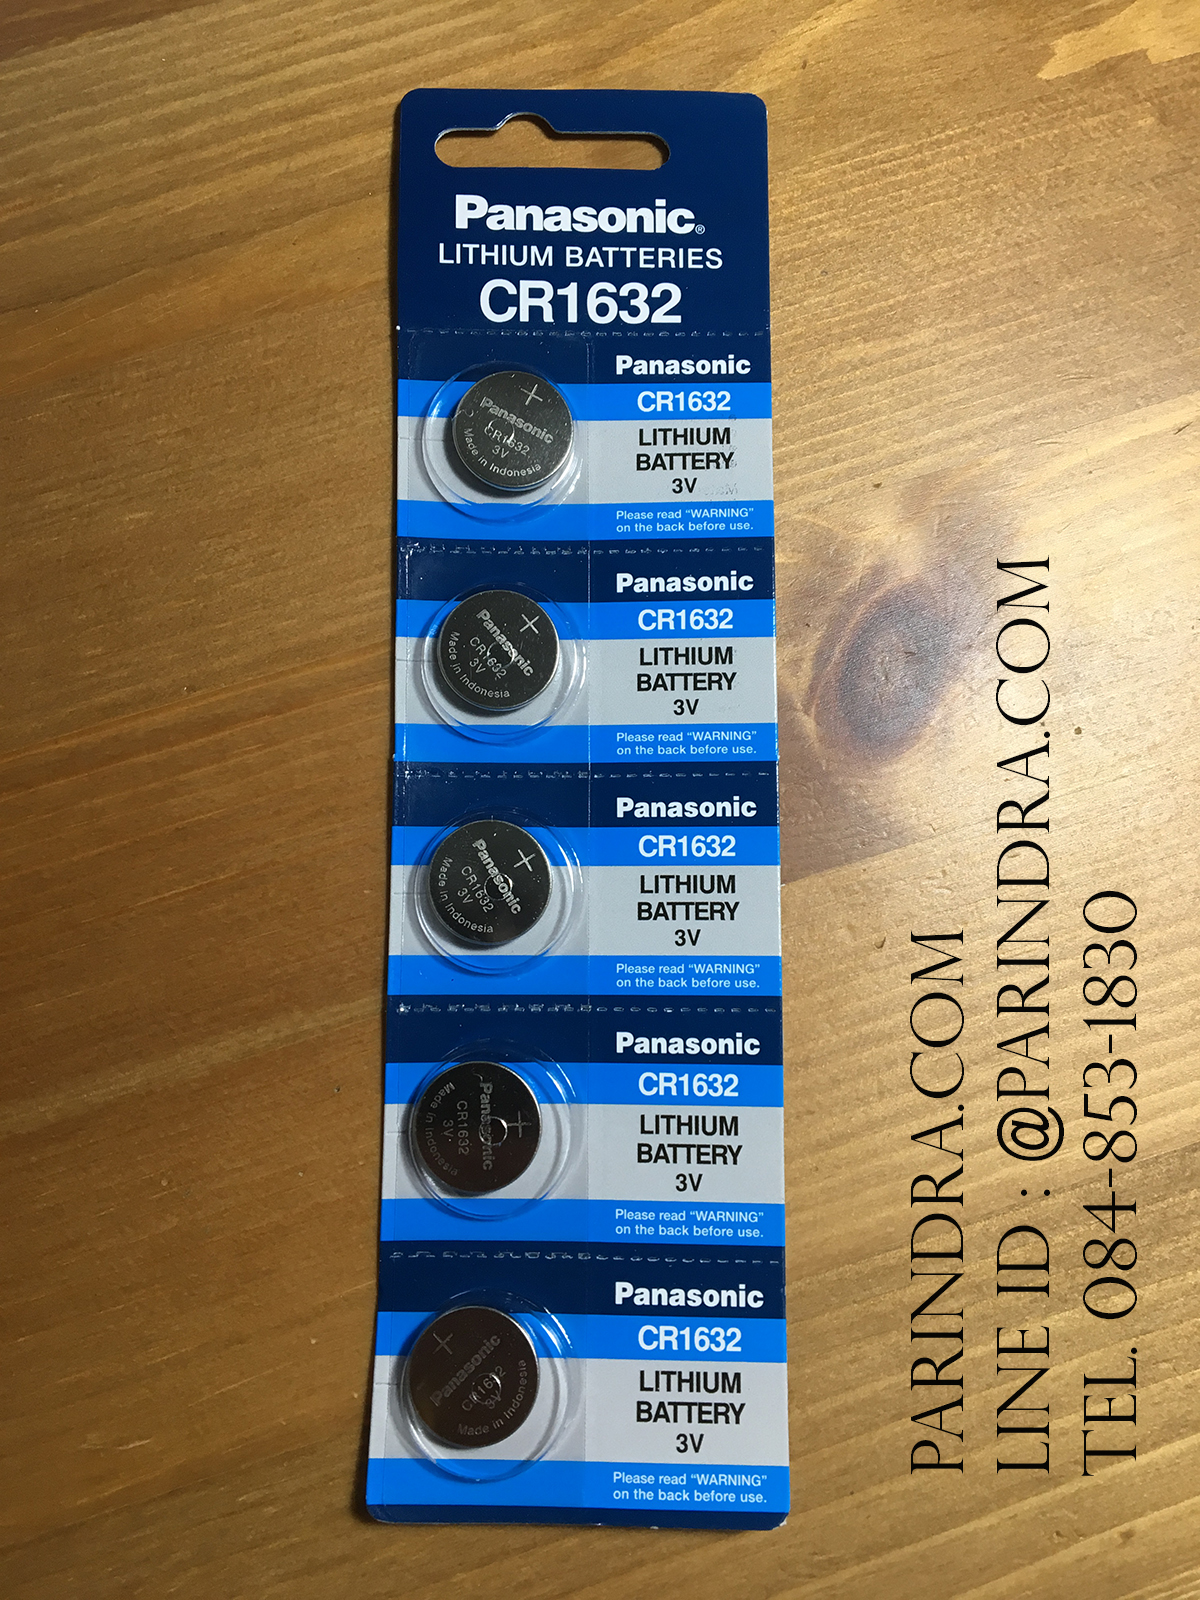 Panasonic®
LITHIUM BATTERIES
CR1632
Panasonic
CR1632
LITHIUM
BATTERY
3V
Please read "WARNING"
on the back before use.
+
Panasonic
CR1632
3V
Made in Indonesia
Panasonic
CR1632
LITHIUM
BATTERY
3V
Please read "WARNING"
on the back before use.
+
Panasonic
CR1632
3V
Made in Indonesia
Panasonic
CR1632
LITHIUM
BATTERY
3V
Please read "WARNING"
on the back before use.
+
Panasonic
CR1632
3V
Made in Indonesia
Panasonic
CR1632
LITHIUM
BATTERY
3V
Please read "WARNING"
on the back before use.
+
Panasonic
CR1632
3V
Made in Indonesia
Panasonic
CR1632
LITHIUM
BATTERY
3V
Please read "WARNING"
on the back before use.
+
Panasonic
CR1632
3V
Made in Indonesia
PARINDRA.COM
LINE ID : @PARINDRA.COM
TEL. 084-853-1830